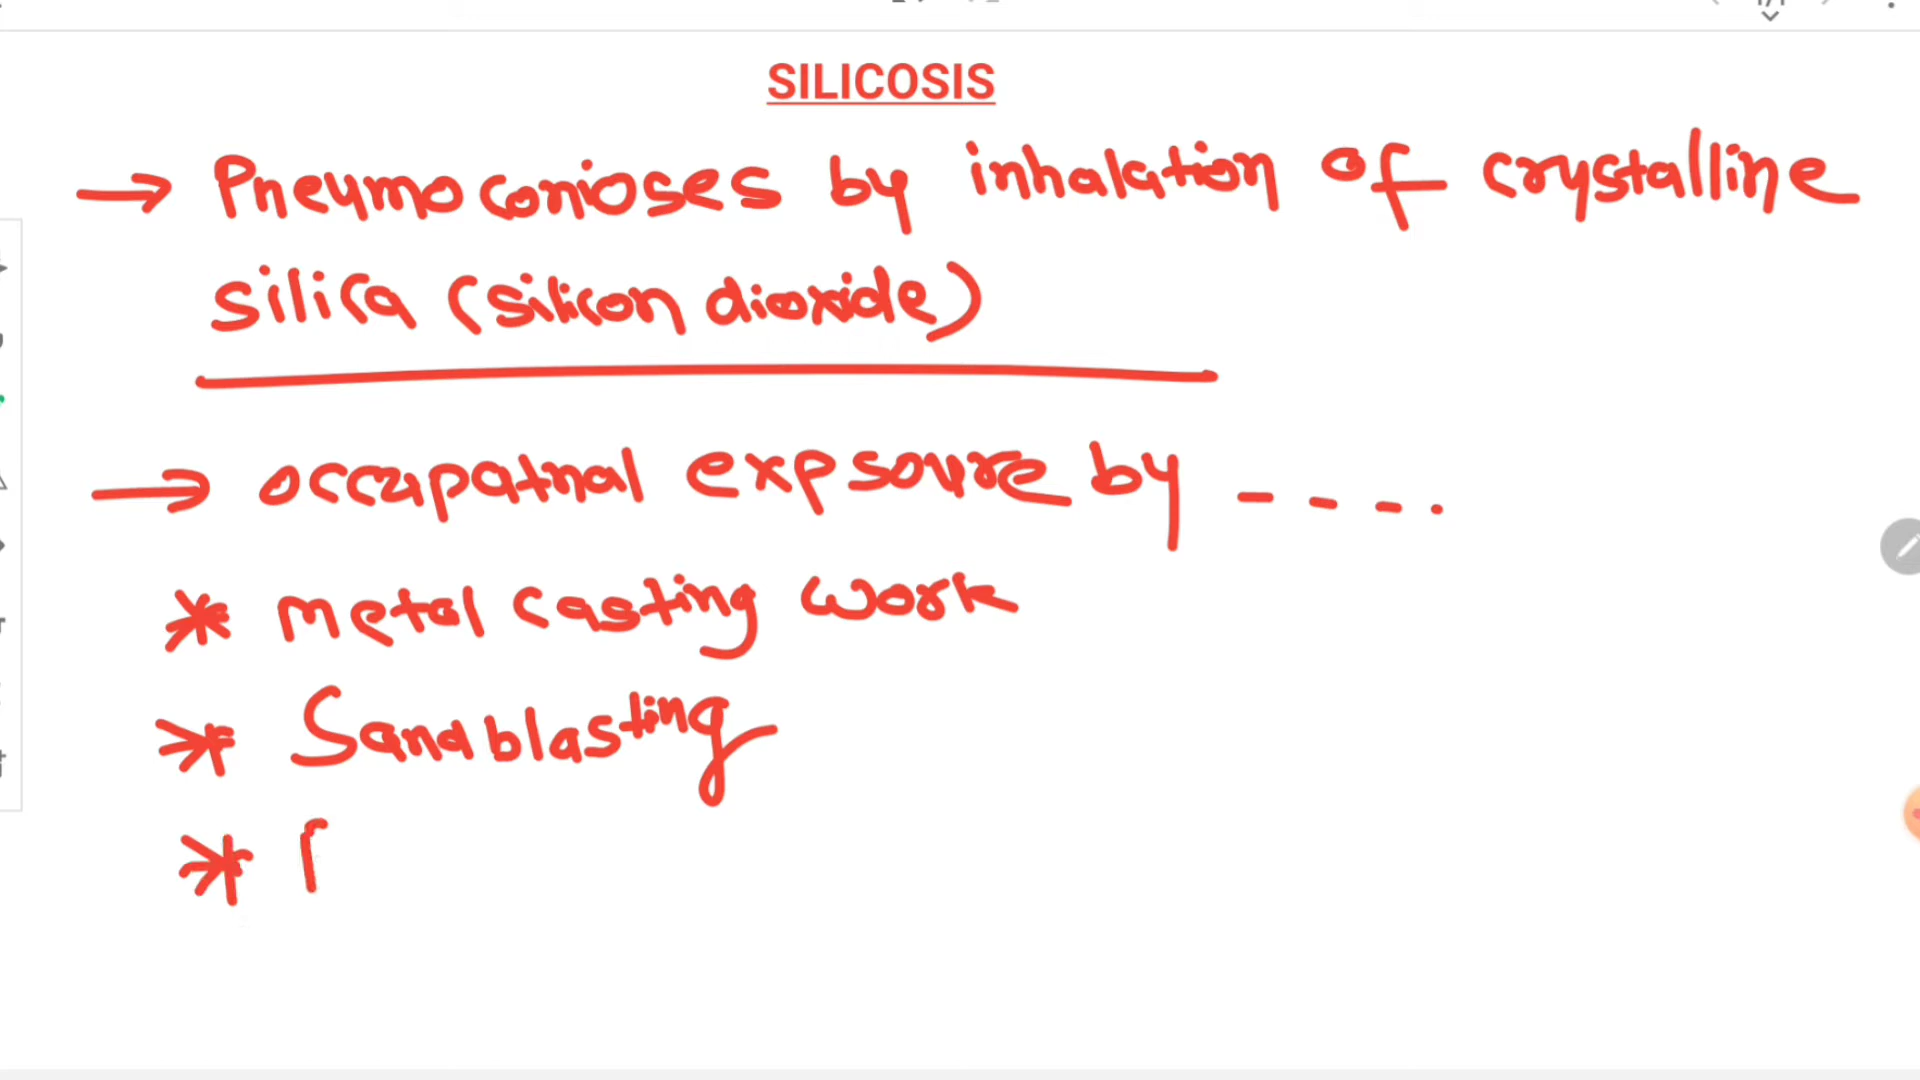 SILICOSIS
→ Pneumoconioses by inhalation of crystalline
silica (silicon dioxide)
→ occupatnal expsoure by - - - .
* metal casting work
* Sandblasting
*